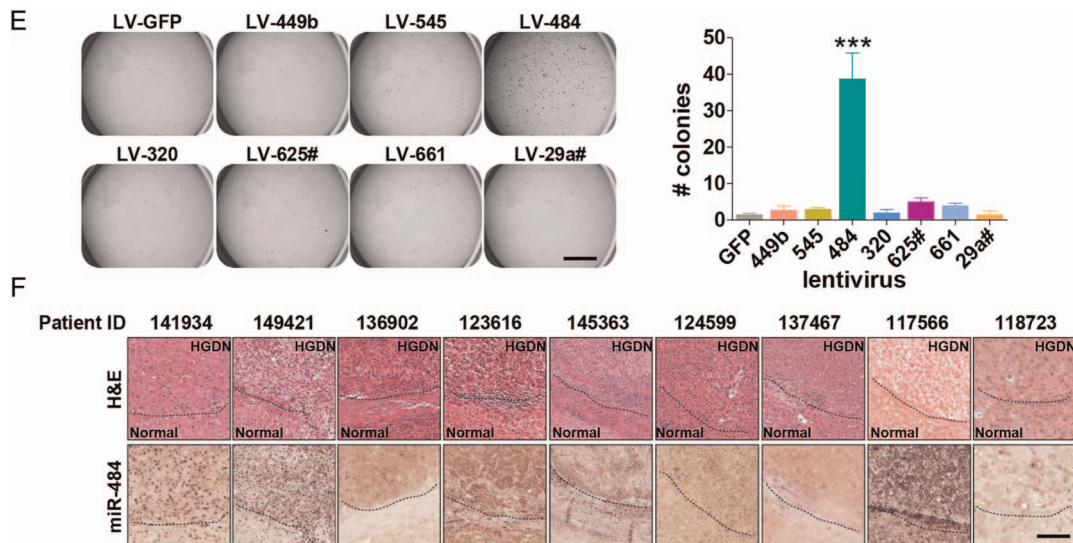 E
LV-GFP LV-449b LV-545 LV-484
LV-320 LV-625# LV-661 LV-29a#
50
40
30
20
10
0
***
# colonies
GFP 449b 545 484 320 625# 661 29a#
lentivirus
F
Patient ID 141934 149421 136902 123616 145363 124599 137467 117566 118723
H&E
HGDN HGDN HGDN HGDN HGDN HGDN HGDN HGDN HGDN
Normal Normal Normal Normal Normal Normal Normal Normal Normal
miR-484